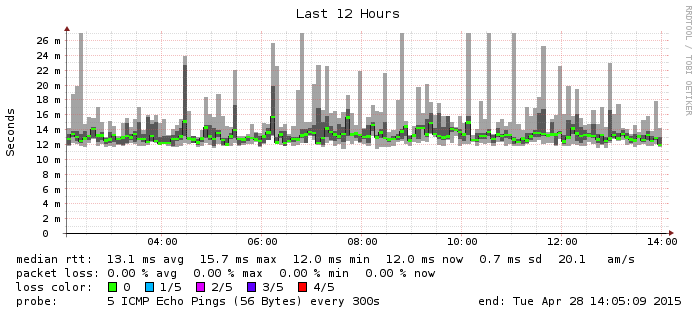 Last 12 Hours
RRDTOOL / TOBI OETIKER
Seconds
26 m
24 m
22 m
20 m
18 m
16 m
14 m
12 m
10 m
8 m
6 m
4 m
2 m
0
04:00 06:00 08:00 10:00 12:00 14:00
median rtt: 13.1 ms avg 15.7 ms max 12.0 ms min 12.0 ms now 0.7 ms sd 20.1 am/s
packet loss: 0.00 % avg 0.00 % max 0.00 % min 0.00 % now
loss color: 0 1/5 2/5 3/5 4/5
probe: 5 ICMP Echo Pings (56 Bytes) every 300s end: Tue Apr 28 14:05:09 2015